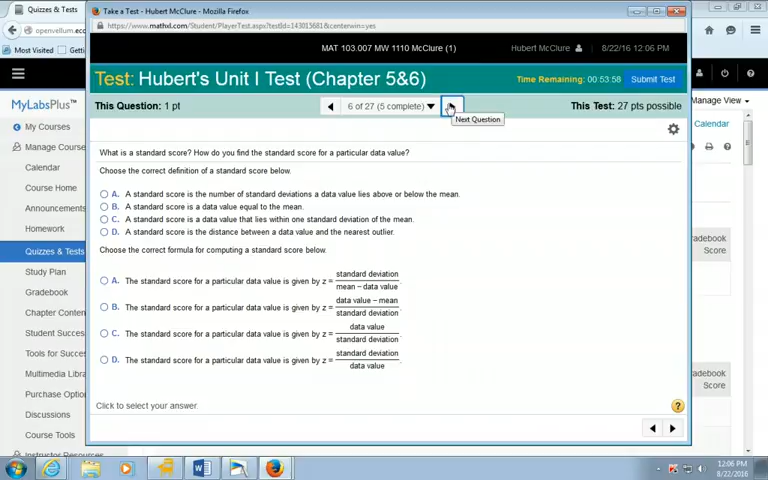 Quizzes & Tests
Take a Test - Hubert McClure - Mozilla Firefox
https://www.mathxl.com/Student/PlayerTest.aspx?testId=143015681&centerwin=yes
openvellum.ec
Most Visited
MAT 103.007 MW 1110 McClure (1)
Hubert McClure
8/22/16 12:06 PM
Test: Hubert's Unit I Test (Chapter 5&6)
Time Remaining: 00:53:58
Submit Test
This Question: 1 pt
6 of 27 (5 complete)
This Test: 27 pts possible
Next Question
MyLabsPlus
Manage View
My Courses
Calendar
Manage Course
Calendar
Course Home
Announcements
Homework
Quizzes & Tests
Study Plan
Gradebook
Chapter Conten
Student Success
Tools for Succes
Multimedia Libra
Purchase Optio
Discussions
Course Tools
What is a standard score? How do you find the standard score for a particular data value?
Choose the correct definition of a standard score below.
A. A standard score is the number of standard deviations a data value lies above or below the mean.
B. A standard score is a data value equal to the mean.
C. A standard score is a data value that lies within one standard deviation of the mean.
D. A standard score is the distance between a data value and the nearest outlier.
Choose the correct formula for computing a standard score below.
A. The standard score for a particular data value is given by z = standard deviation / mean − data value.
B. The standard score for a particular data value is given by z = data value − mean / standard deviation.
C. The standard score for a particular data value is given by z = data value / standard deviation.
D. The standard score for a particular data value is given by z = standard deviation / data value.
Click to select your answer.
adebook
Score
adebook
Score
12:06 PM
8/22/2016